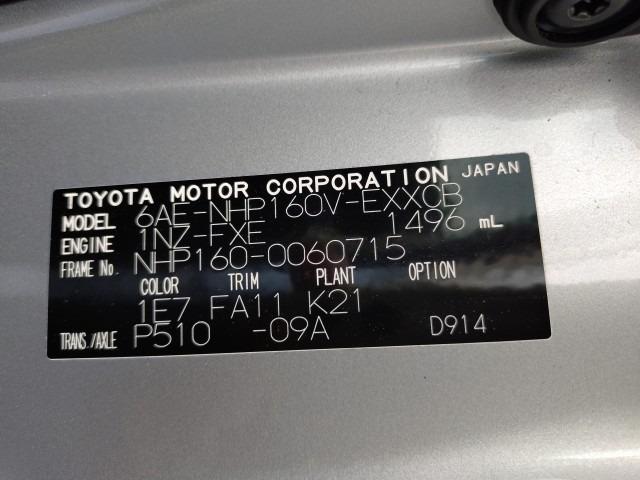 TOYOTA MOTOR CORPORATION JAPAN
MODEL 6AE-NHP160V-EXXCB
ENGINE 1NZ-FXE 1496 mL
FRAME No. NHP160-0060715
COLOR TRIM PLANT OPTION
1E7 FA11 K21
TRANS./AXLE P510 -09A D914